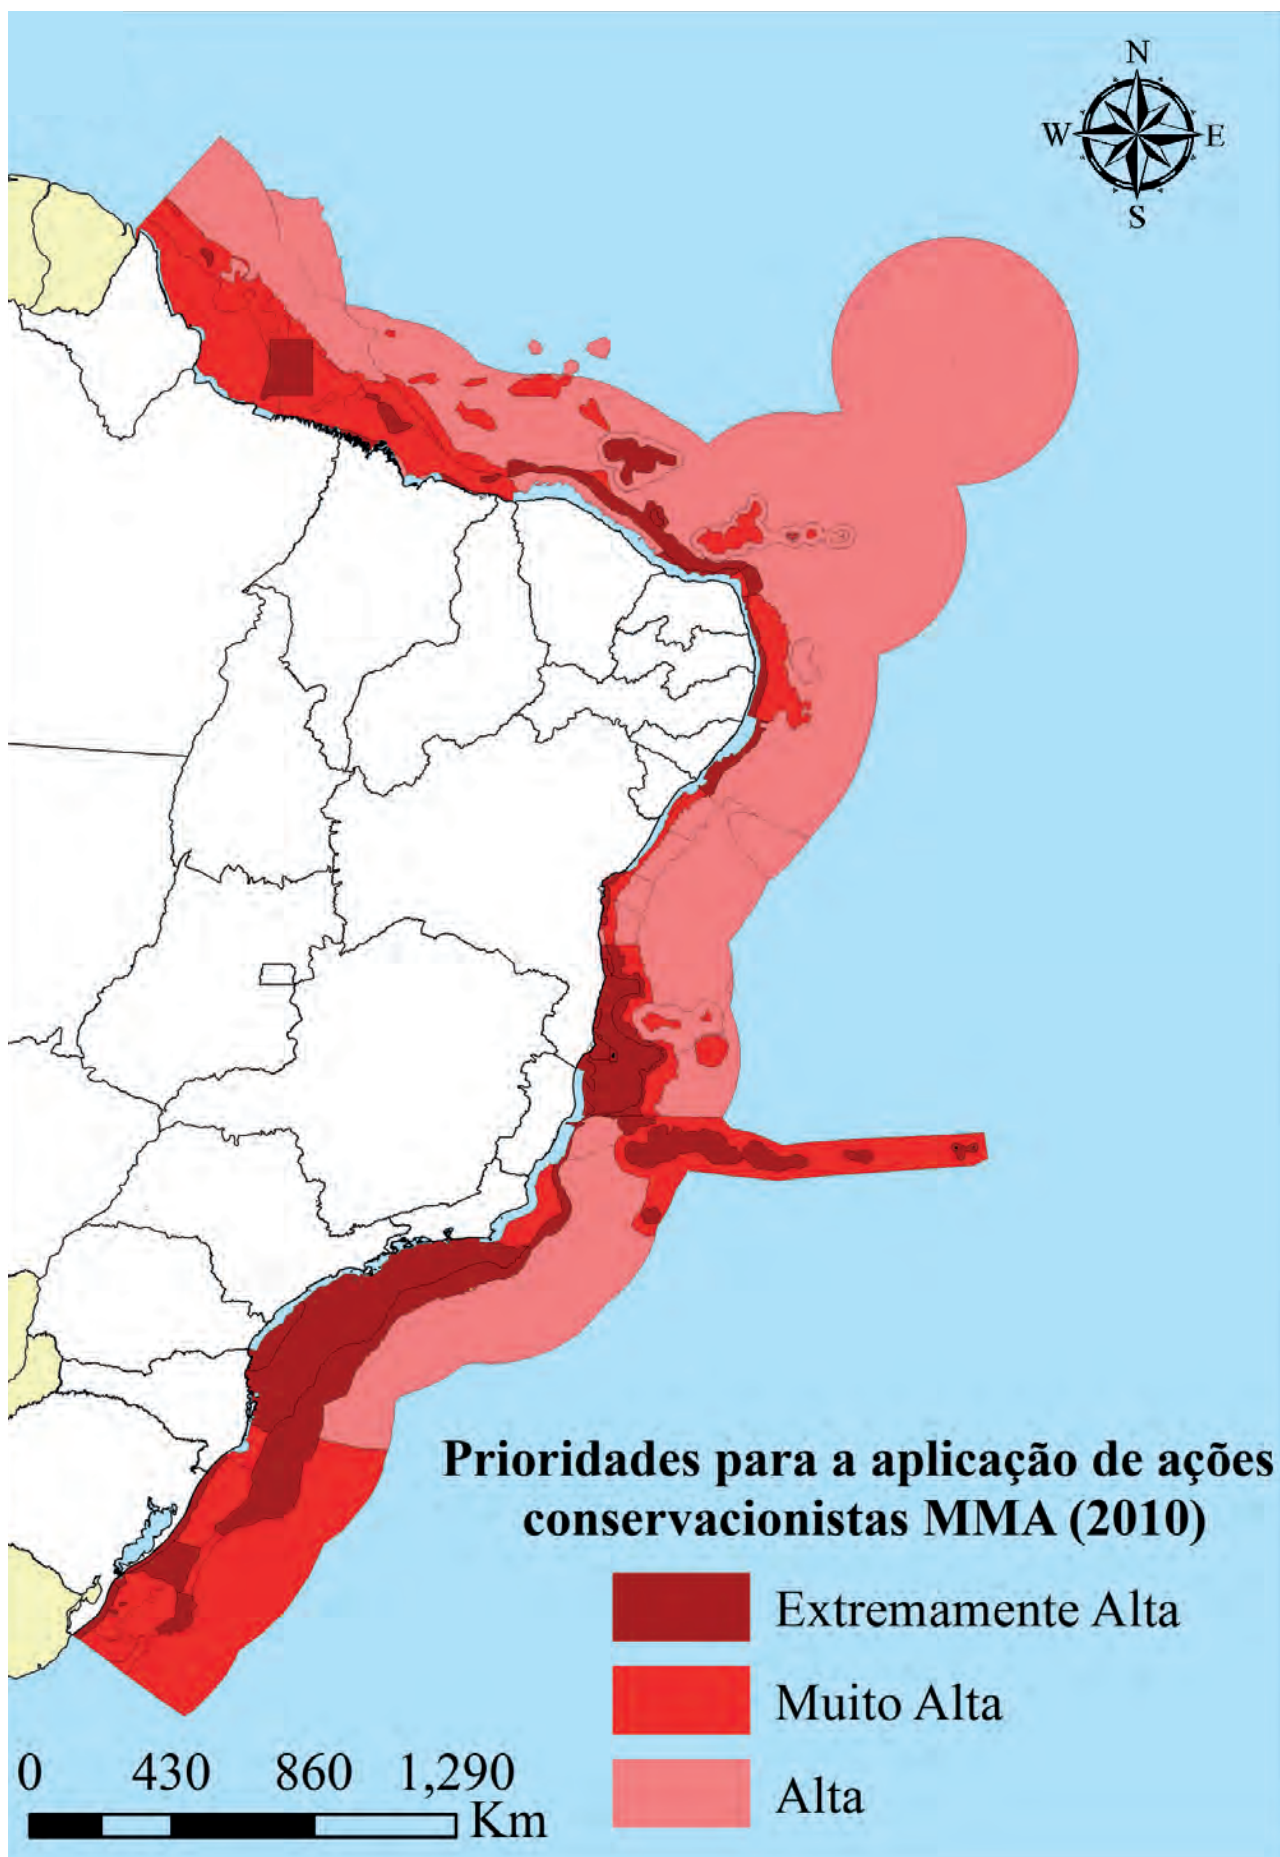 N
W E
S
Prioridades para a aplicação de ações
conservacionistas MMA (2010)
Extremamente Alta
Muito Alta
Alta
0 430 860 1,290
Km